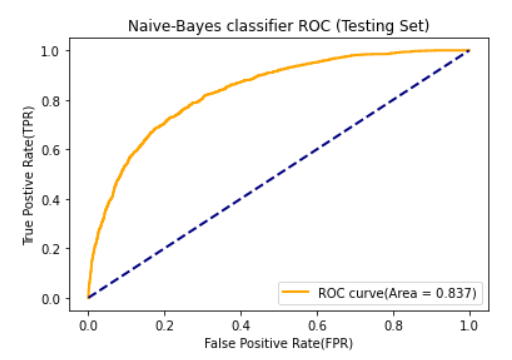 Naive-Bayes classifier ROC (Testing Set)
1.0
0.8
0.6
0.4
0.2
0.0
True Postive Rate(TPR)
ROC curve(Area = 0.837)
0.0 0.2 0.4 0.6 0.8 1.0
False Positive Rate(FPR)